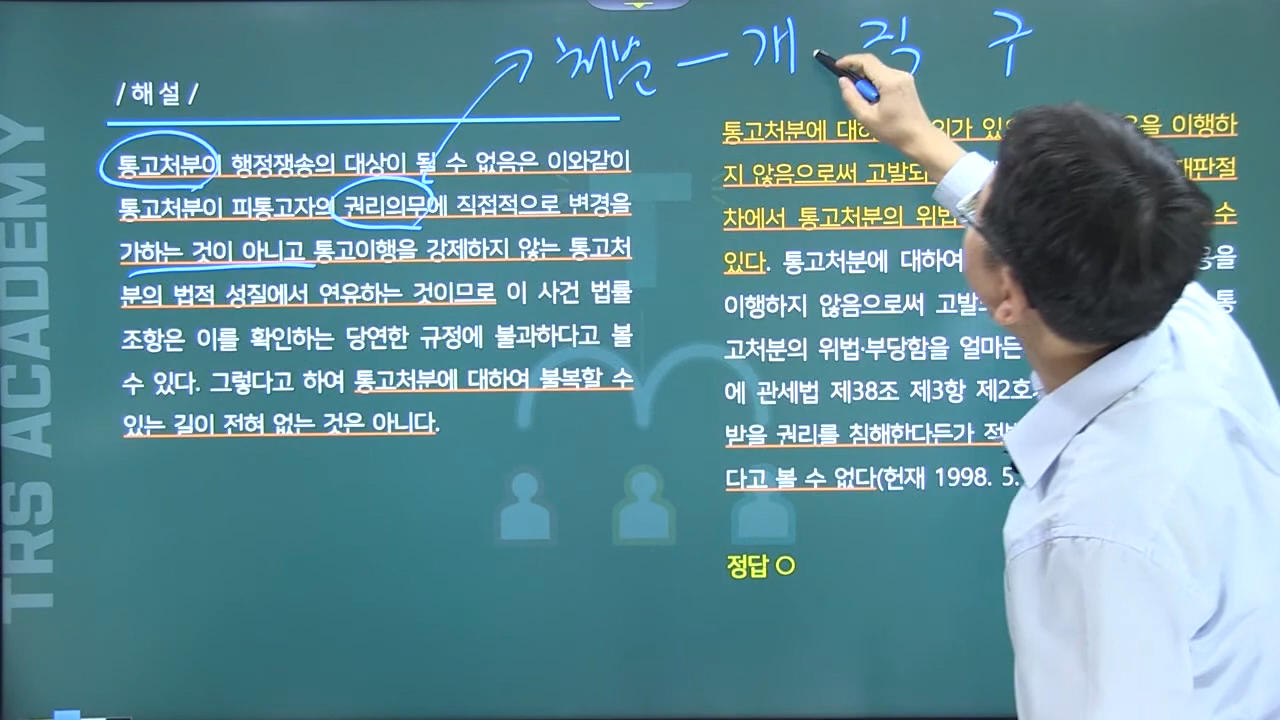 처분 - 개 직 구
/ 해 설 /
통고처분이 행정쟁송의 대상이 될 수 없음은 이와같이
통고처분이 피통고자의 권리의무에 직접적으로 변경을
가하는 것이 아니고 통고이행을 강제하지 않는 통고처
분의 법적 성질에서 연유하는 것이므로 이 사건 법률
조항은 이를 확인하는 당연한 규정에 불과하다고 볼
수 있다. 그렇다고 하여 통고처분에 대하여 불복할 수
있는 길이 전혀 없는 것은 아니다.
통고처분에 대하 이행하
지 않음으로써 고발되 재판절
차에서 통고처분의 위법 수
있다. 통고처분에 대하여
이행하지 않음으로써 고발 통
고처분의 위법·부당함을 얼마든
에 관세법 제38조 제3항 제2호
받을 권리를 침해한다든가 적
다고 볼 수 없다(헌재 1998. 5.
정답 ○
TRS ACADEMY